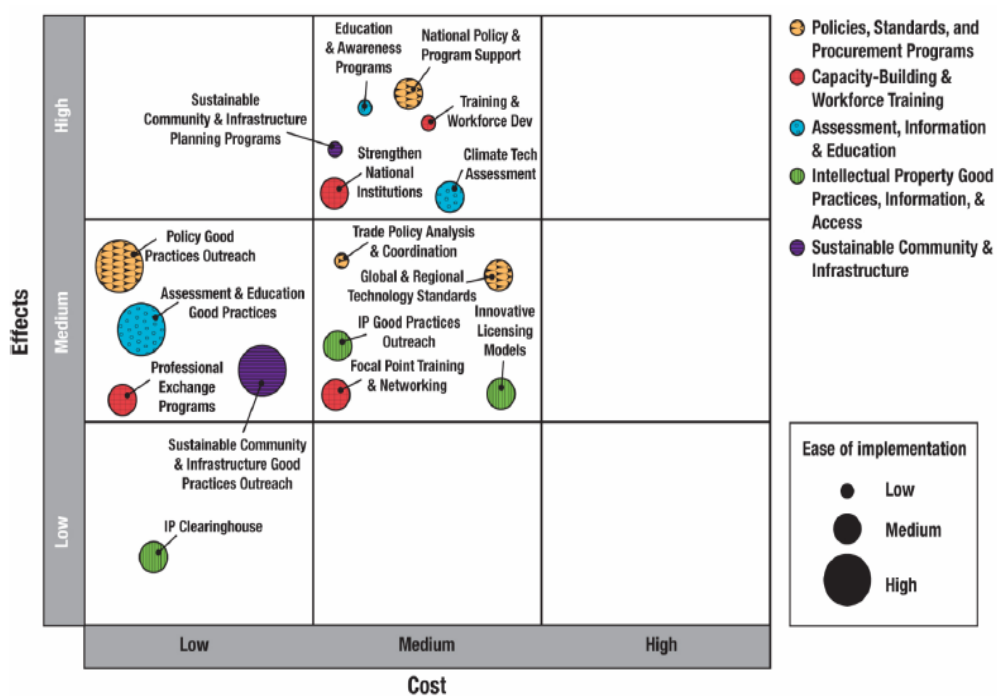 Education
& Awareness
Programs
National Policy &
Program Support
Sustainable
Community & Infrastructure
Planning Programs
Training &
Workforce Dev
Strengthen
National
Institutions
Climate Tech
Assessment
Policy Good
Practices Outreach
Trade Policy Analysis
& Coordination
Global & Regional
Technology Standards
Assessment & Education
Good Practices
IP Good Practices
Outreach
Innovative
Licensing
Models
Professional
Exchange
Programs
Focal Point Training
& Networking
Sustainable Community
& Infrastructure Good
Practices Outreach
IP Clearinghouse
Effects
High
Medium
Low
Low
Medium
High
Cost
Policies, Standards, and
Procurement Programs
Capacity-Building &
Workforce Training
Assessment, Information
& Education
Intellectual Property Good
Practices, Information, &
Access
Sustainable Community &
Infrastructure
Ease of implementation
Low
Medium
High